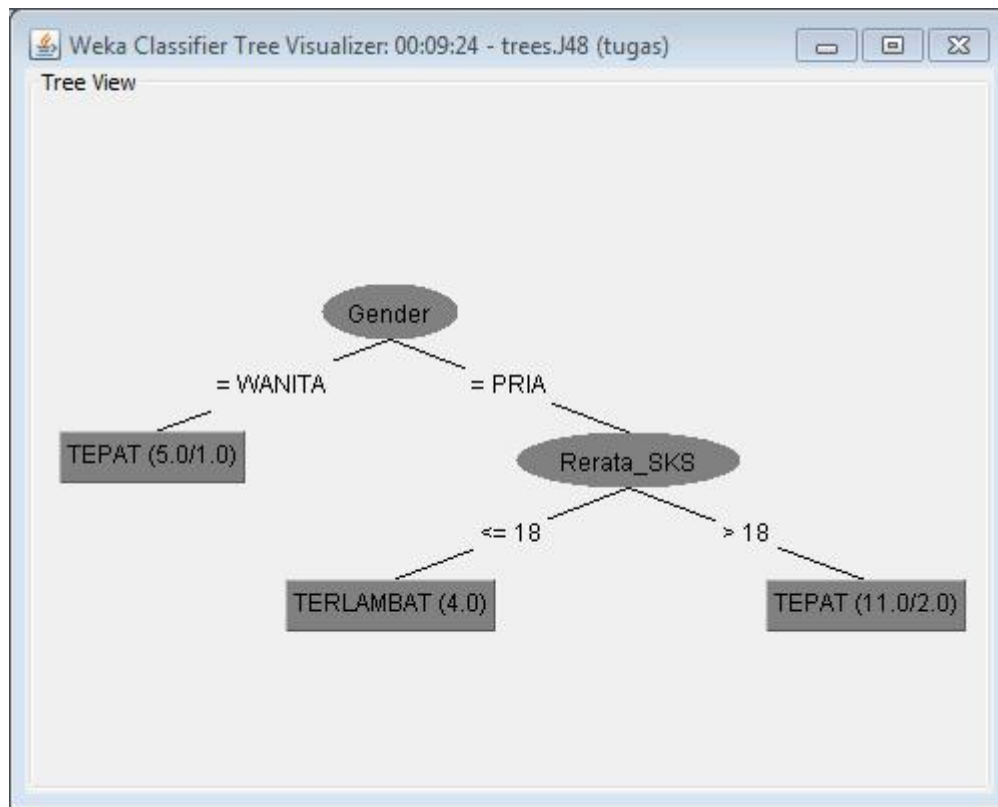 Weka Classifier Tree Visualizer: 00:09:24 - trees.J48 (tugas)
Tree View
Gender
= WANITA
= PRIA
TEPAT (5.0/1.0)
Rerata_SKS
<= 18
> 18
TERLAMBAT (4.0)
TEPAT (11.0/2.0)